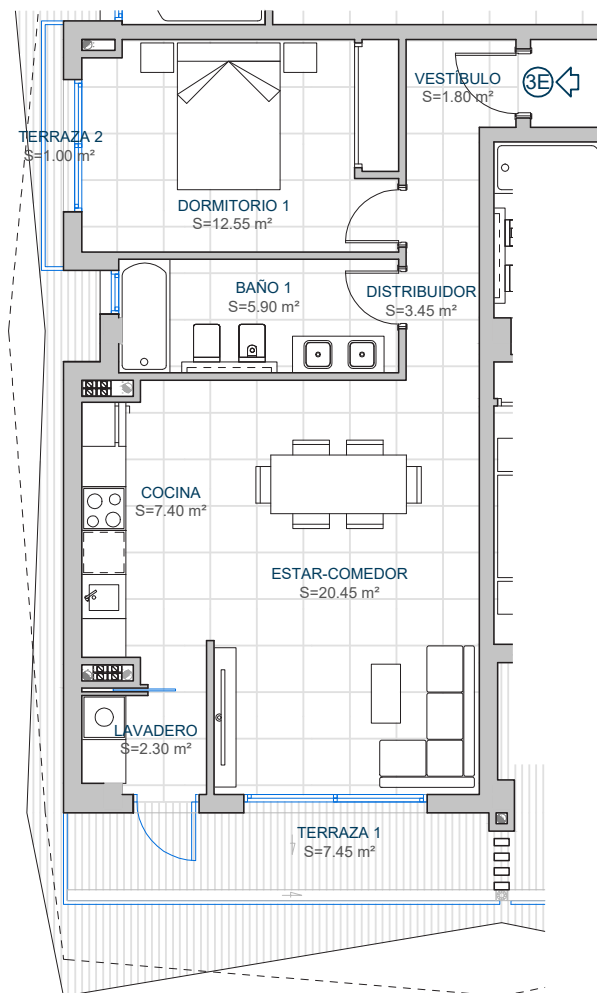 VESTÍBULO
S=1.80 m²
3E
TERRAZA 2
S=1.00 m²
DORMITORIO 1
S=12.55 m²
BAÑO 1
S=5.90 m²
DISTRIBUIDOR
S=3.45 m²
COCINA
S=7.40 m²
ESTAR-COMEDOR
S=20.45 m²
LAVADERO
S=2.30 m²
TERRAZA 1
S=7.45 m²